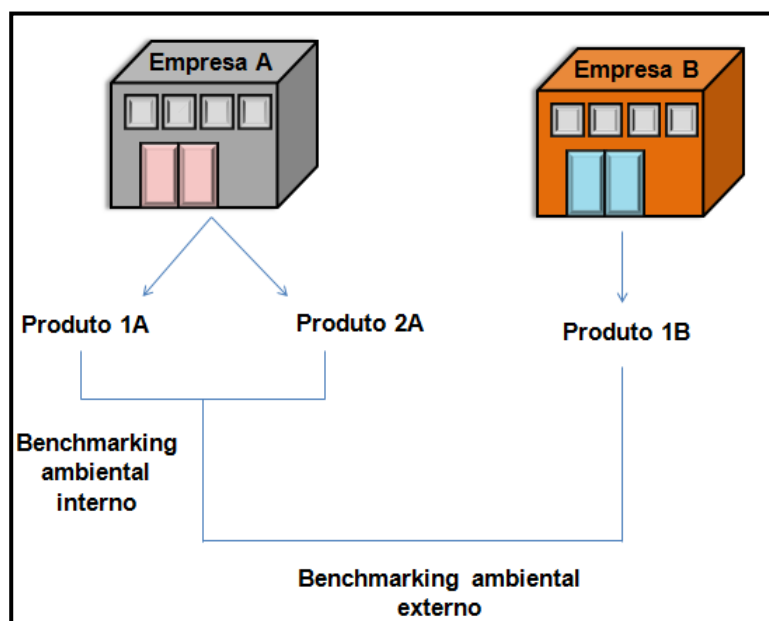 Empresa A
Empresa B
Produto 1A
Produto 2A
Produto 1B
Benchmarking
ambiental
interno
Benchmarking ambiental
externo